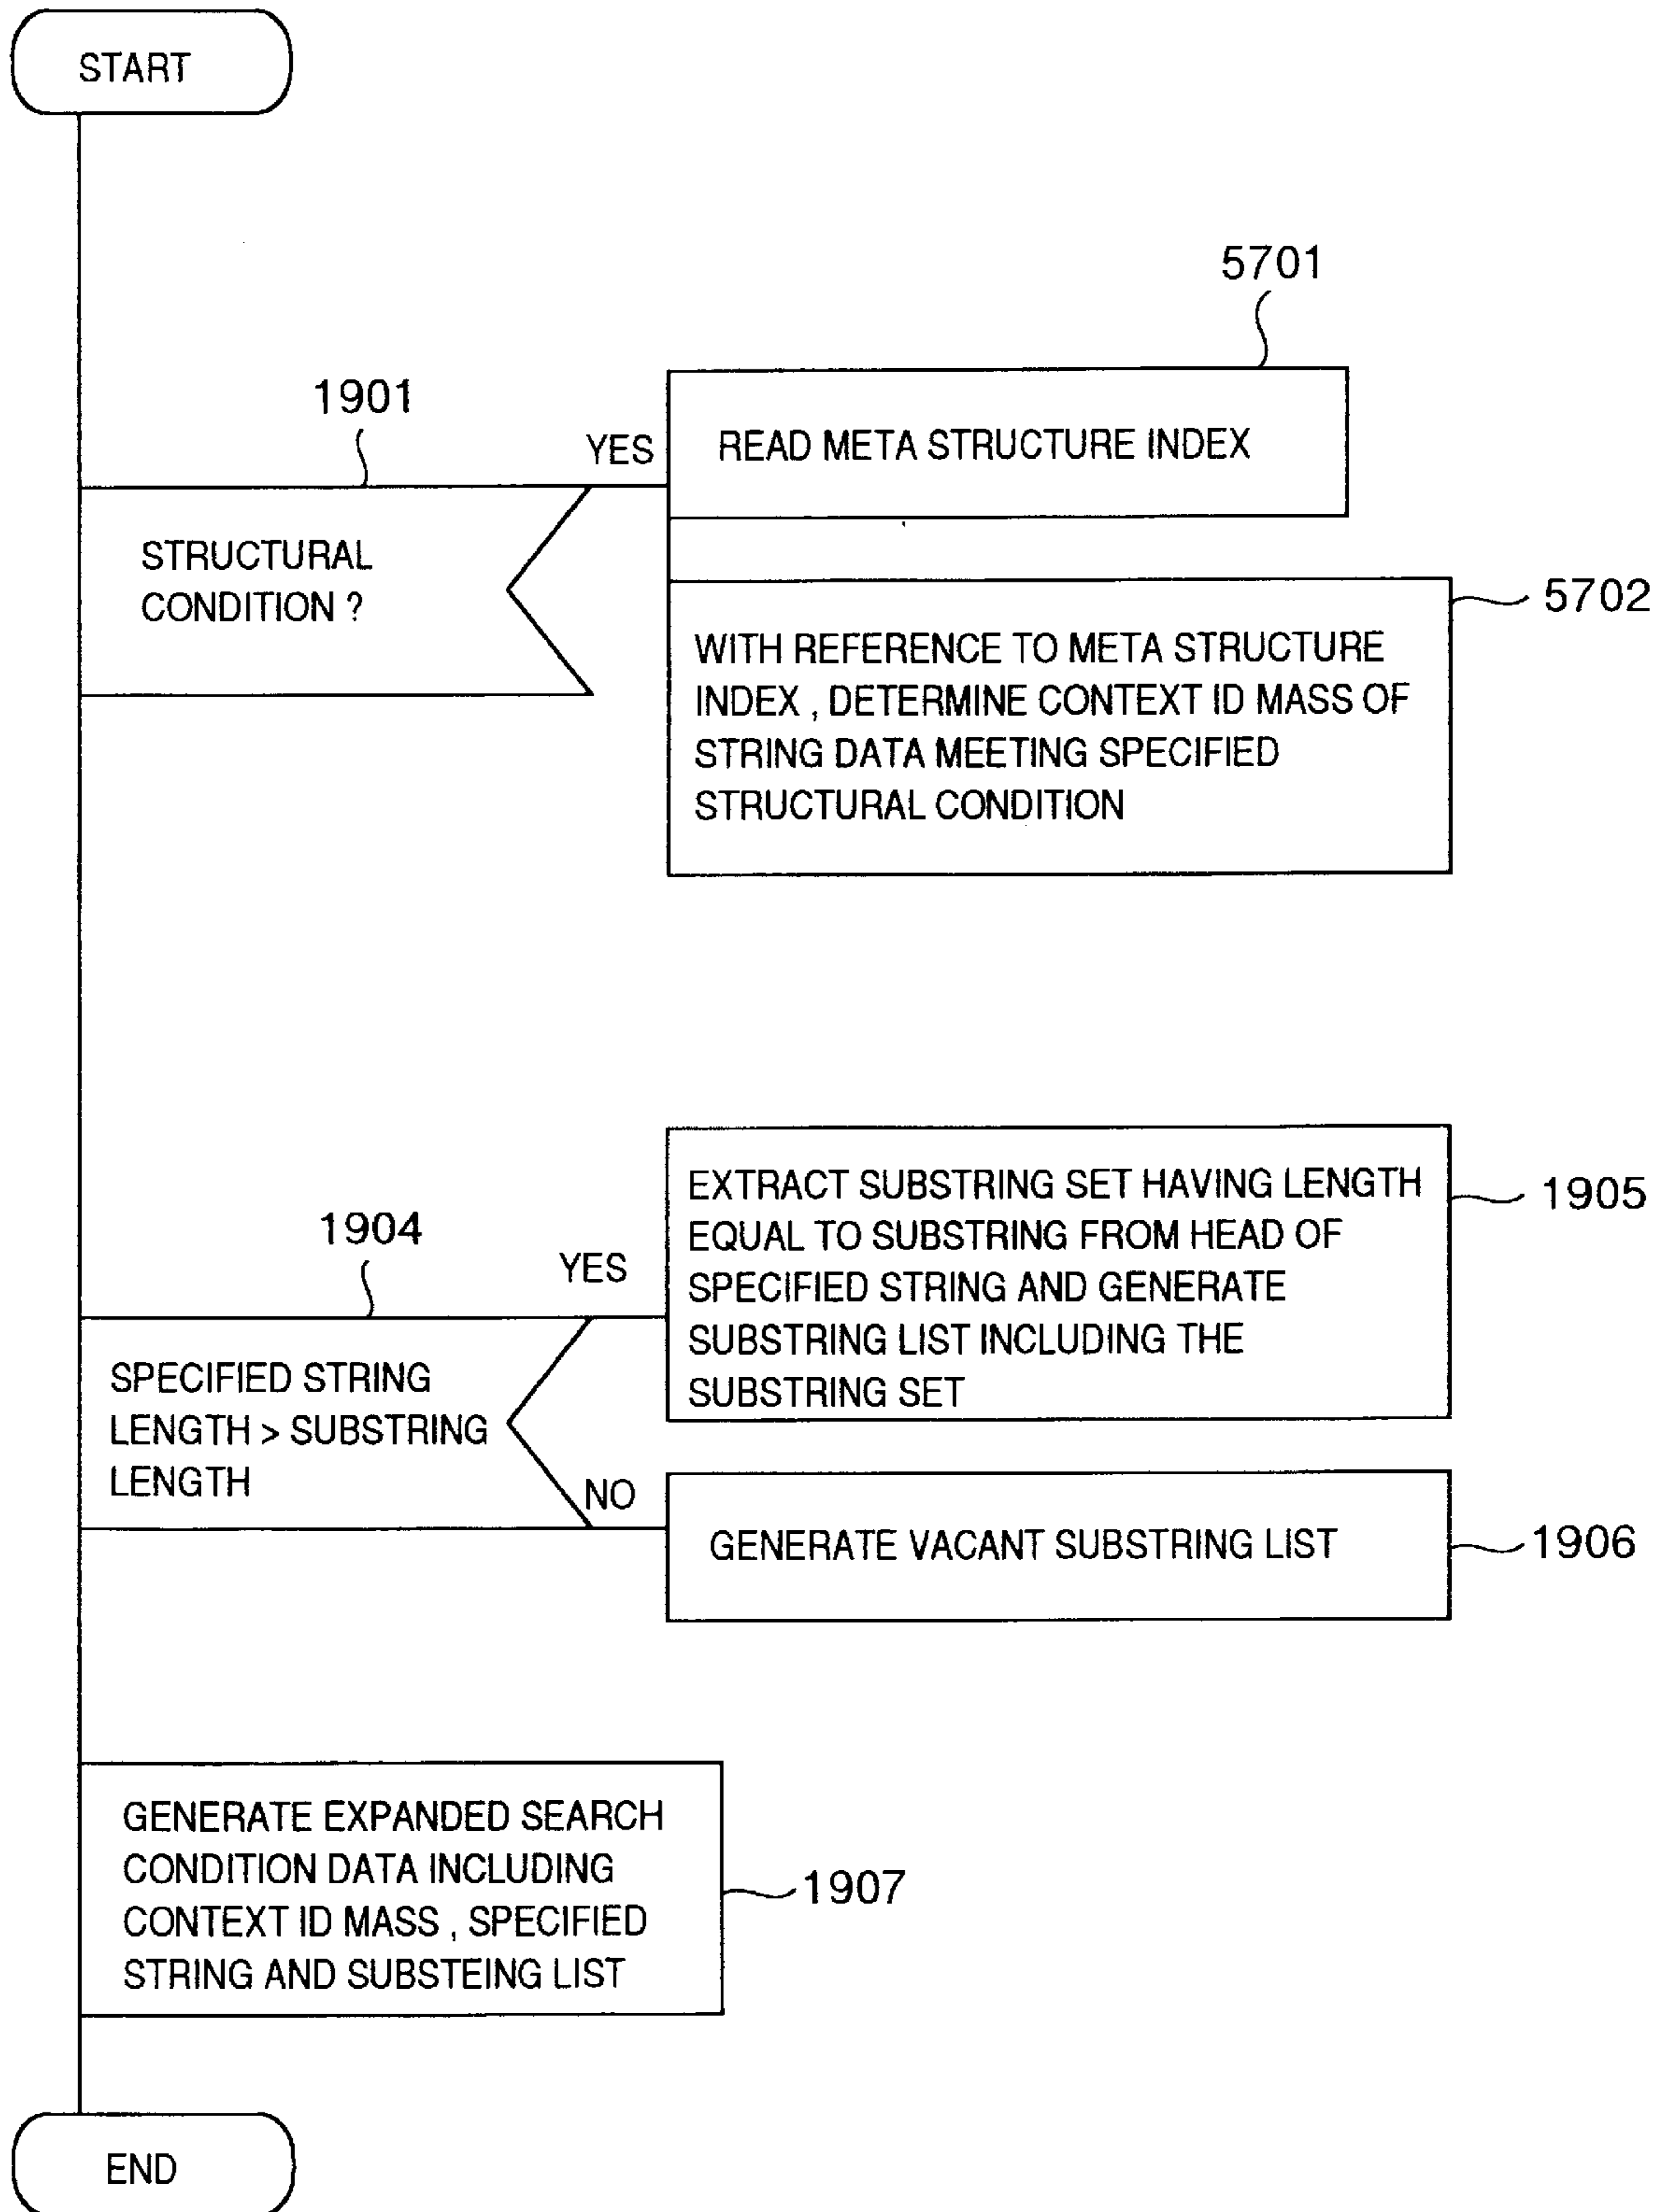 START
5701
1901
YES
READ META STRUCTURE INDEX
STRUCTURAL
CONDITION ?
5702
WITH REFERENCE TO META STRUCTURE
INDEX , DETERMINE CONTEXT ID MASS OF
STRING DATA MEETING SPECIFIED
STRUCTURAL CONDITION
1904
YES
EXTRACT SUBSTRING SET HAVING LENGTH
EQUAL TO SUBSTRING FROM HEAD OF
SPECIFIED STRING AND GENERATE
SUBSTRING LIST INCLUDING THE
SUBSTRING SET
1905
SPECIFIED STRING
LENGTH > SUBSTRING
LENGTH
NO
GENERATE VACANT SUBSTRING LIST
1906
GENERATE EXPANDED SEARCH
CONDITION DATA INCLUDING
CONTEXT ID MASS , SPECIFIED
STRING AND SUBSTEING LIST
1907
END